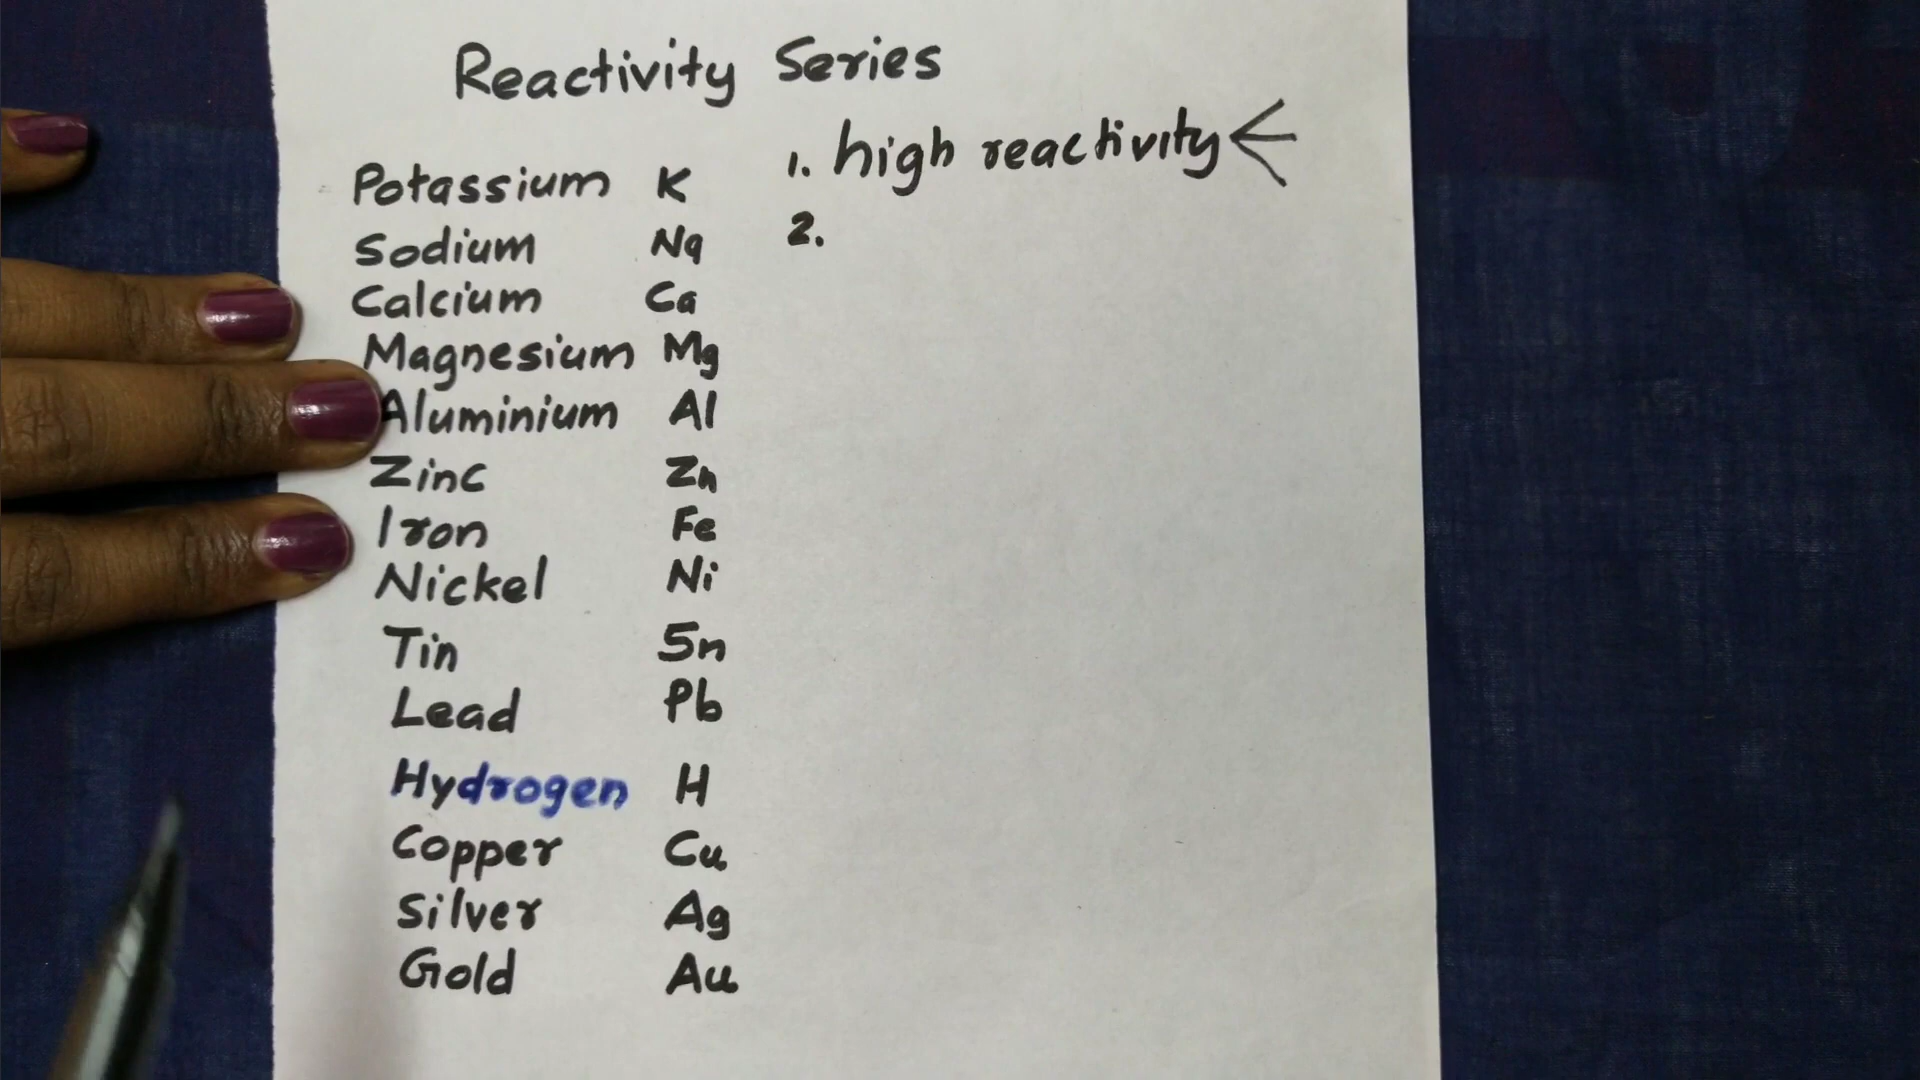 Reactivity Series
1. high reactivity
2.
Potassium K
Sodium Na
Calcium Ca
Magnesium Mg
Aluminium Al
Zinc Zn
Iron Fe
Nickel Ni
Tin Sn
Lead Pb
Hydrogen H
Copper Cu
Silver Ag
Gold Au